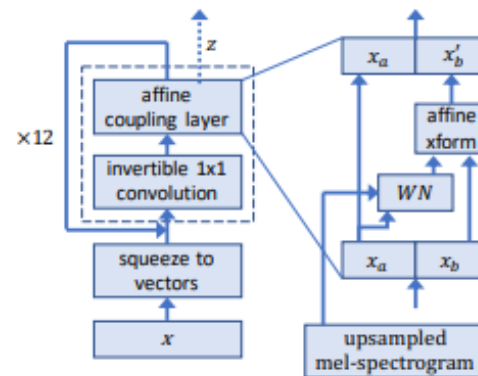 z
×12
affine
coupling layer
invertible 1x1
convolution
squeeze to
vectors
x
x_a x_b′
affine
xform
WN
x_a x_b
upsampled
mel-spectrogram